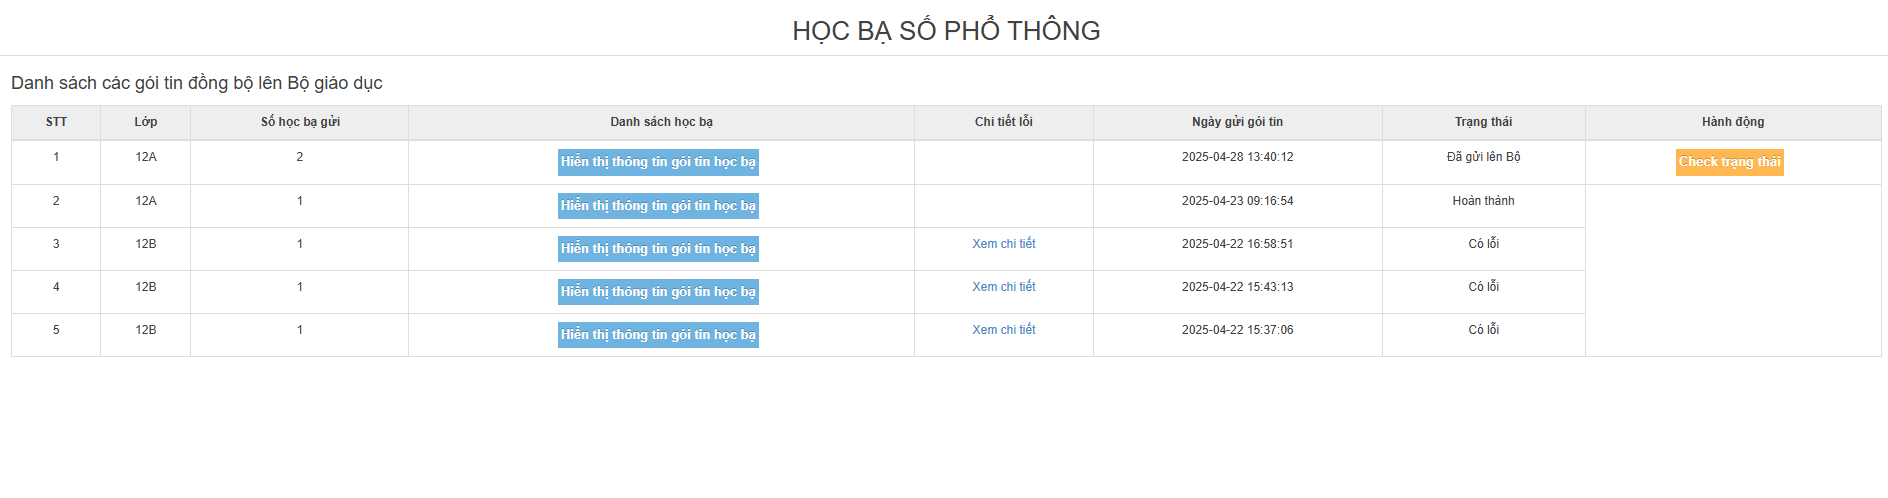 HỌC BẠ SỐ PHỔ THÔNG
Danh sách các gói tin đồng bộ lên Bộ giáo dục
STT Lớp Số học bạ gửi Danh sách học bạ Chi tiết lỗi Ngày gửi gói tin Trạng thái Hành động
1 12A 2 Hiển thị thông tin gói tin học bạ 2025-04-28 13:40:12 Đã gửi lên Bộ Check trạng thái
2 12A 1 Hiển thị thông tin gói tin học bạ 2025-04-23 09:16:54 Hoàn thành
3 12B 1 Hiển thị thông tin gói tin học bạ Xem chi tiết 2025-04-22 16:58:51 Có lỗi
4 12B 1 Hiển thị thông tin gói tin học bạ Xem chi tiết 2025-04-22 15:43:13 Có lỗi
5 12B 1 Hiển thị thông tin gói tin học bạ Xem chi tiết 2025-04-22 15:37:06 Có lỗi